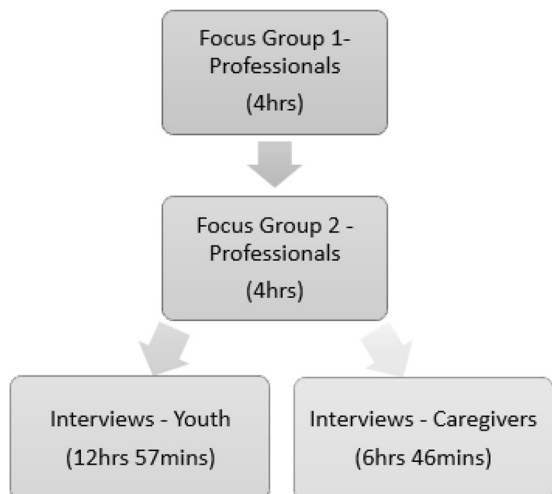 Focus Group 1-
Professionals
(4hrs)
Focus Group 2 -
Professionals
(4hrs)
Interviews - Youth
(12hrs 57mins)
Interviews - Caregivers
(6hrs 46mins)